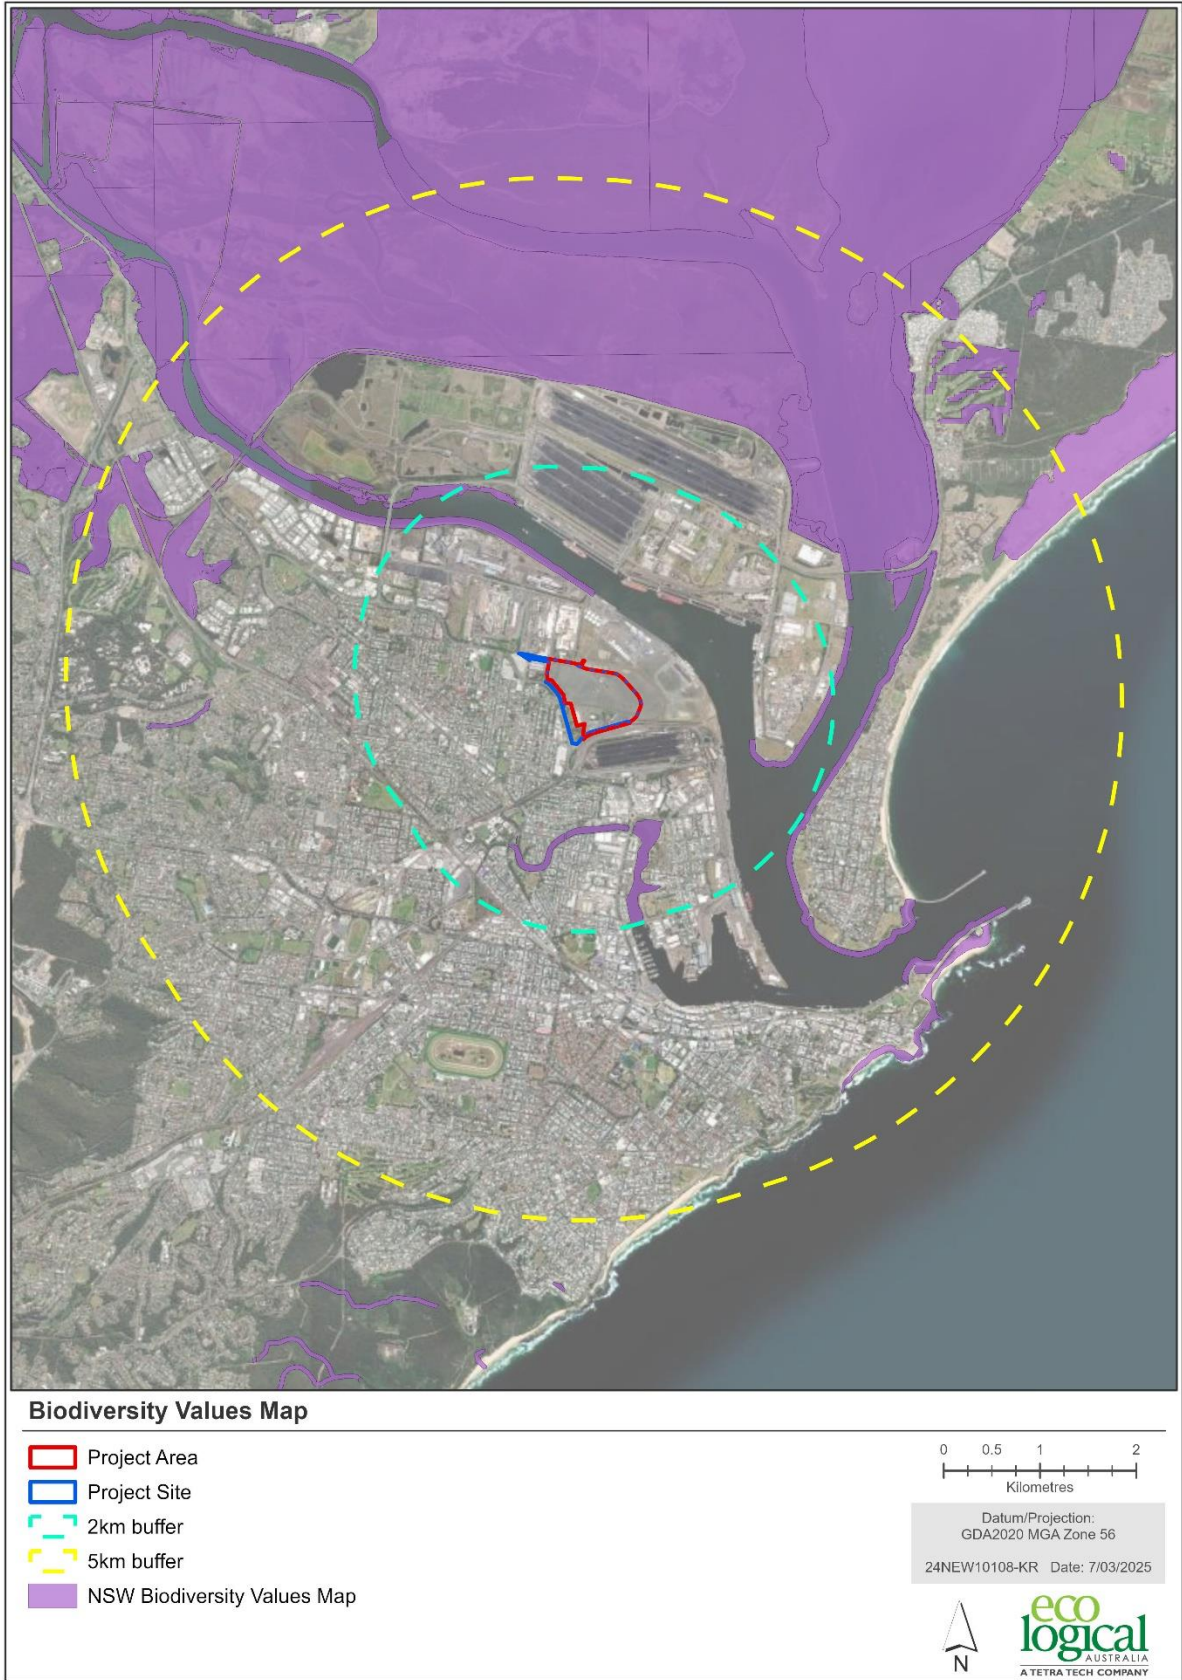 Biodiversity Values Map
Project Area
Project Site
2km buffer
5km buffer
NSW Biodiversity Values Map
0 0.5 1 2
Kilometres
Datum/Projection:
GDA2020 MGA Zone 56
24NEW10108-KR Date: 7/03/2025
N
eco
logical
AUSTRALIA
A TETRA TECH COMPANY